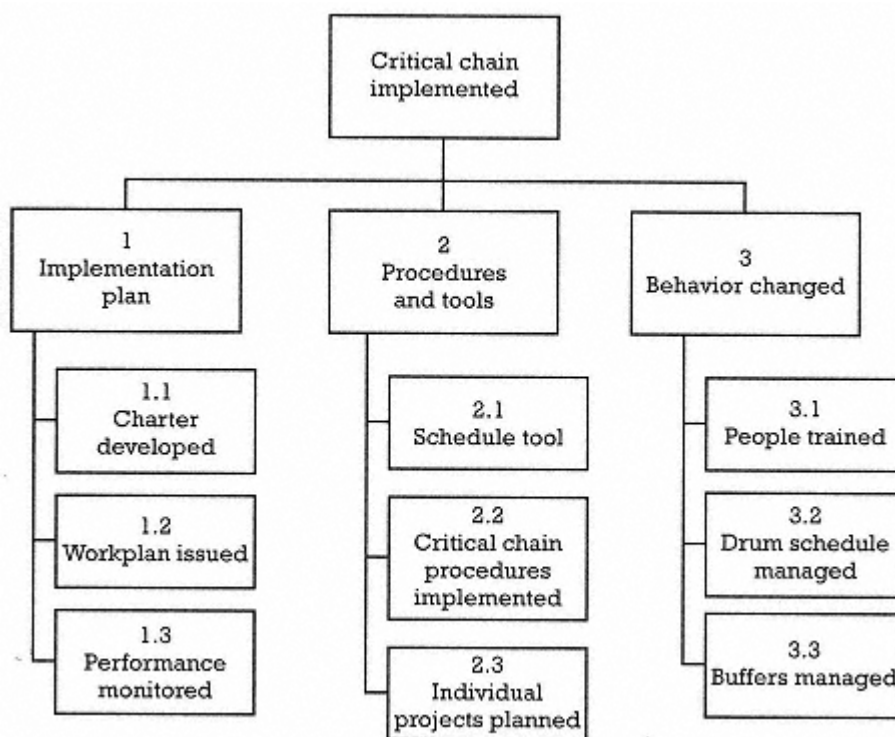 Critical chain
implemented
1
Implementation
plan
2
Procedures
and tools
3
Behavior changed
1.1
Charter
developed
1.2
Workplan issued
1.3
Performance
monitored
2.1
Schedule tool
2.2
Critical chain
procedures
implemented
2.3
Individual
projects planned
3.1
People trained
3.2
Drum schedule
managed
3.3
Buffers managed